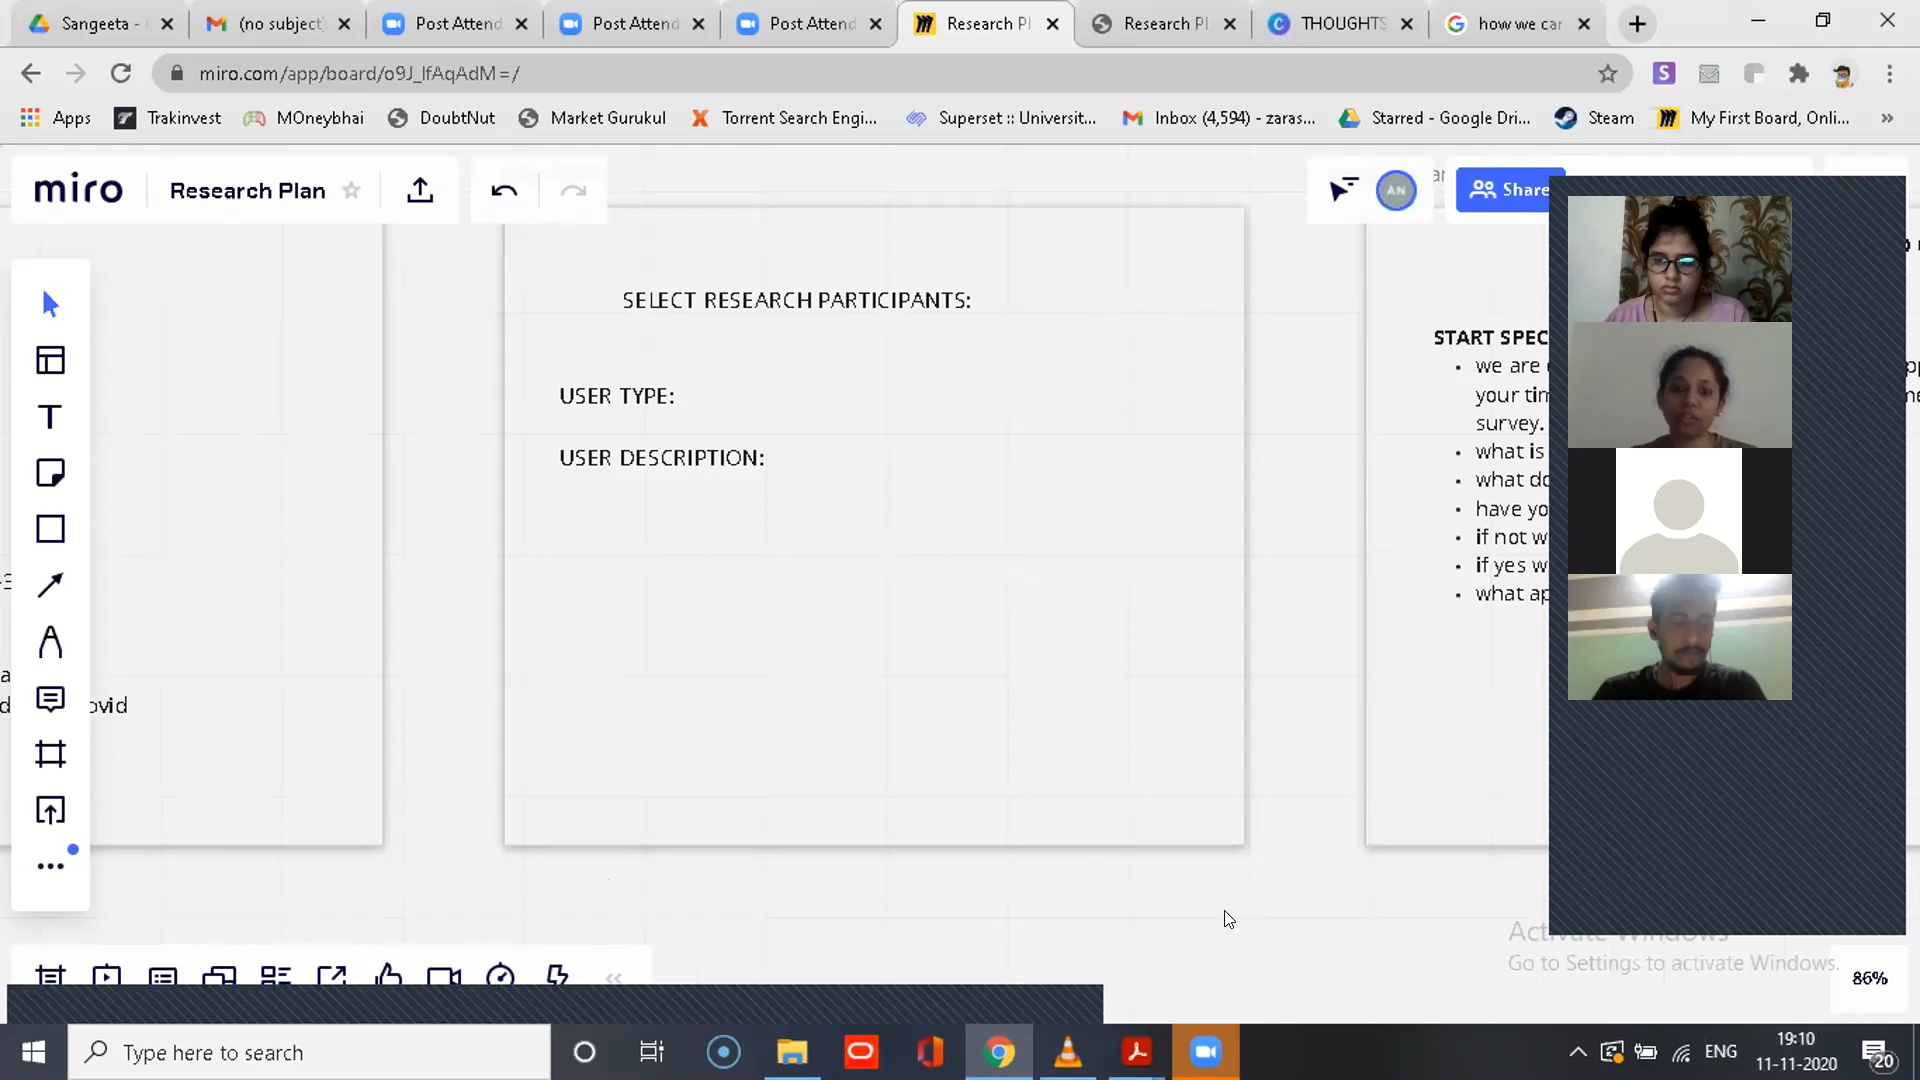 Sangeeta -
(no subject)
Post Attend
Post Attend
Post Attend
Research Pl
Research Pl
THOUGHTS
how we can
miro.com/app/board/o9J_lfAqAdM=/
Apps
Trakinvest
MOneybhai
DoubtNut
Market Gurukul
Torrent Search Engi...
Superset :: Universit...
Inbox (4,594) - zaras...
Starred - Google Dri...
Steam
My First Board, Onli...
miro
Research Plan
AN
Share
SELECT RESEARCH PARTICIPANTS:
USER TYPE:
USER DESCRIPTION:
ovid
START SPEC
we are
your tim
survey.
what is
what do
have yo
if not w
if yes w
what ap
Activate Windows
Go to Settings to activate Windows.
86%
Type here to search
ENG
19:10
11-11-2020
20